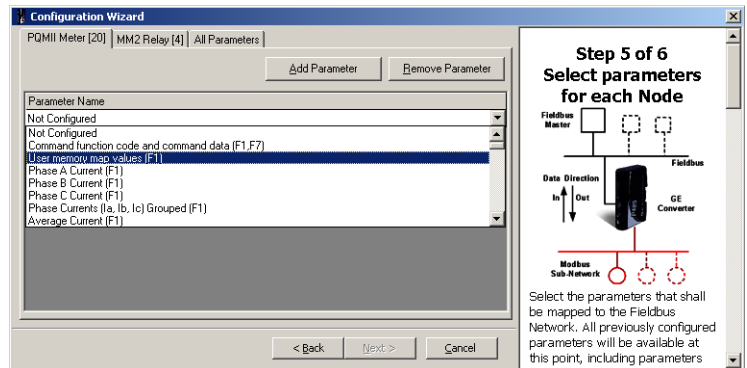 Configuration Wizard
PQMII Meter [20]
MM2 Relay [4]
All Parameters
Add Parameter
Remove Parameter
Parameter Name
Not Configured
Not Configured
Command function code and command data (F1,F7)
User memory map values (F1)
Phase A Current (F1)
Phase B Current (F1)
Phase C Current (F1)
Phase Currents (Ia, Ib, Ic) Grouped (F1)
Average Current (F1)
< Back
Next >
Cancel
Step 5 of 6
Select parameters
for each Node
Fieldbus
Master
Fieldbus
Data Direction
In
Out
GE
Converter
Modbus
Sub-Network
Select the parameters that shall
be mapped to the Fieldbus
Network. All previously configured
parameters will be available at
this point, including parameters